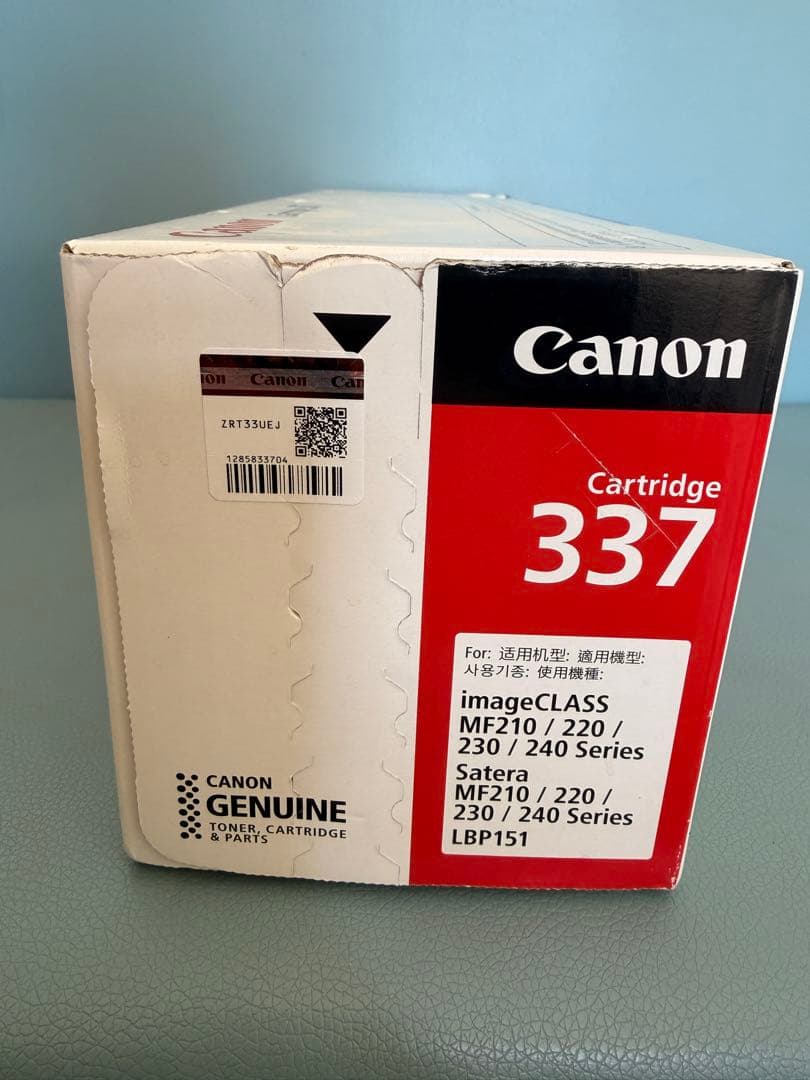 Canon
Canon
Canon
ZRT33UEJ
1285833704
Canon
Cartridge
337
For: 适用机型: 適用機型:
사용기종: 使用機種:
imageCLASS
MF210 / 220 /
230 / 240 Series
Satera
MF210 / 220 /
230 / 240 Series
LBP151
CANON
GENUINE
TONER, CARTRIDGE
& PARTS